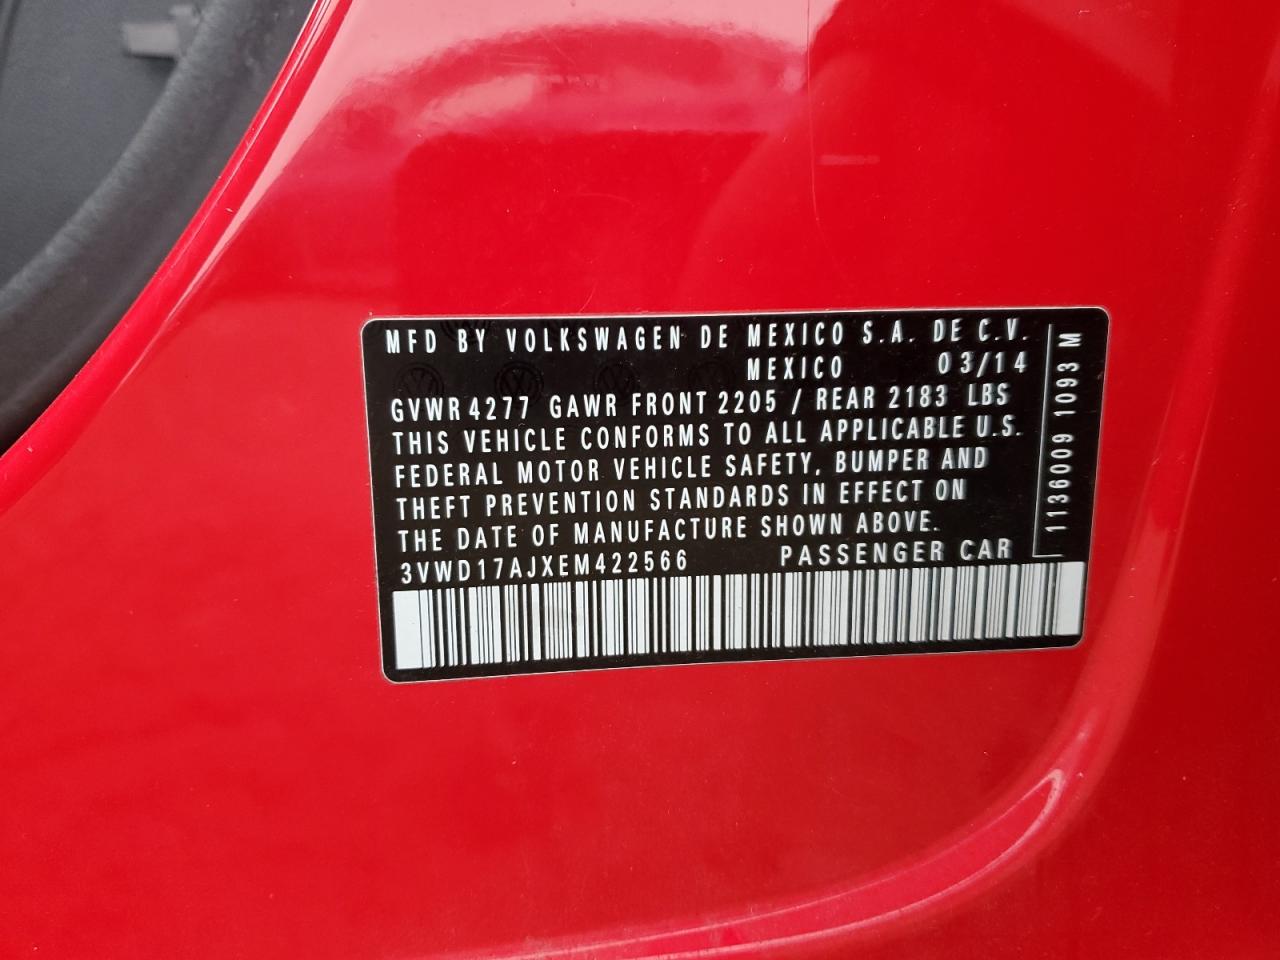 MFD BY VOLKSWAGEN DE MEXICO S.A. DE C.V.
MEXICO 03/14
GVWR 4277 GAWR FRONT 2205 / REAR 2183 LBS
THIS VEHICLE CONFORMS TO ALL APPLICABLE U.S.
FEDERAL MOTOR VEHICLE SAFETY, BUMPER AND
THEFT PREVENTION STANDARDS IN EFFECT ON
THE DATE OF MANUFACTURE SHOWN ABOVE.
3VWD17AJXEM422566 PASSENGER CAR
1136009 1093 M